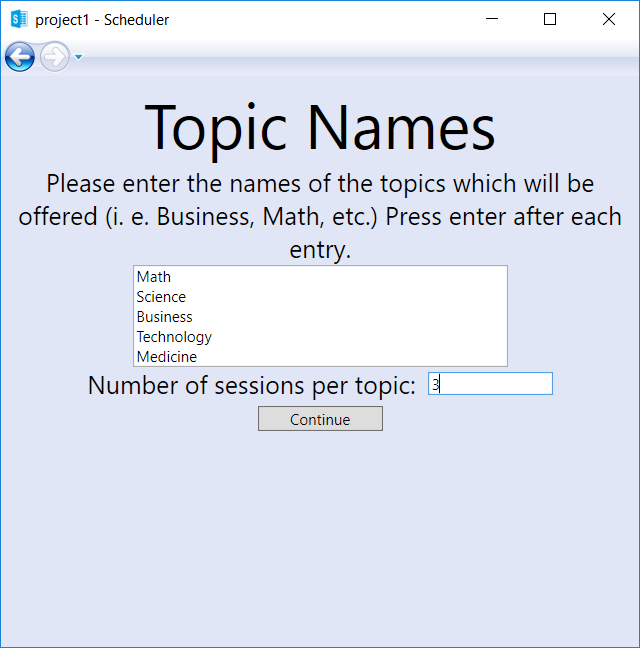 project1 - Scheduler
Topic Names
Please enter the names of the topics which will be
offered (i. e. Business, Math, etc.) Press enter after each
entry.
Math
Science
Business
Technology
Medicine
Number of sessions per topic: 3
Continue